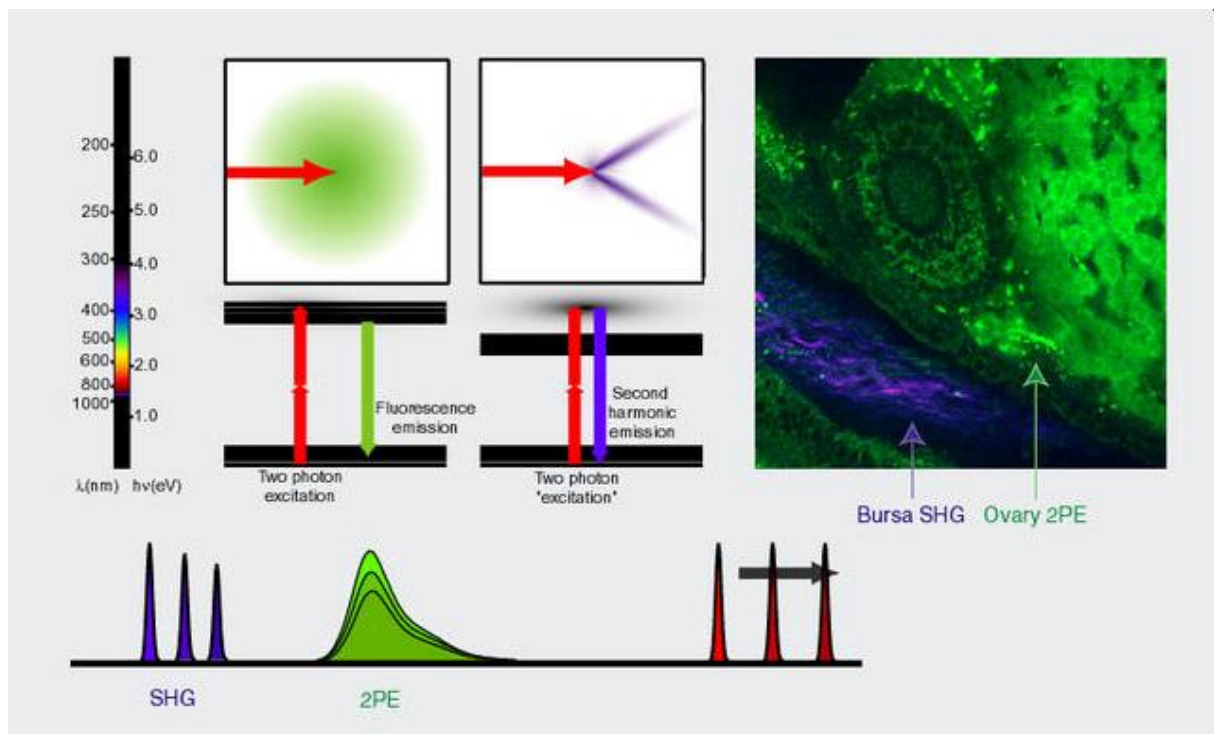 200
250
300
400
500
600
800
1000
6.0
5.0
4.0
3.0
2.0
1.0
λ(nm) hν(eV)
Fluorescence
emission
Two photon
excitation
Second
harmonic
emission
Two photon
"excitation"
Bursa SHG Ovary 2PE
SHG 2PE